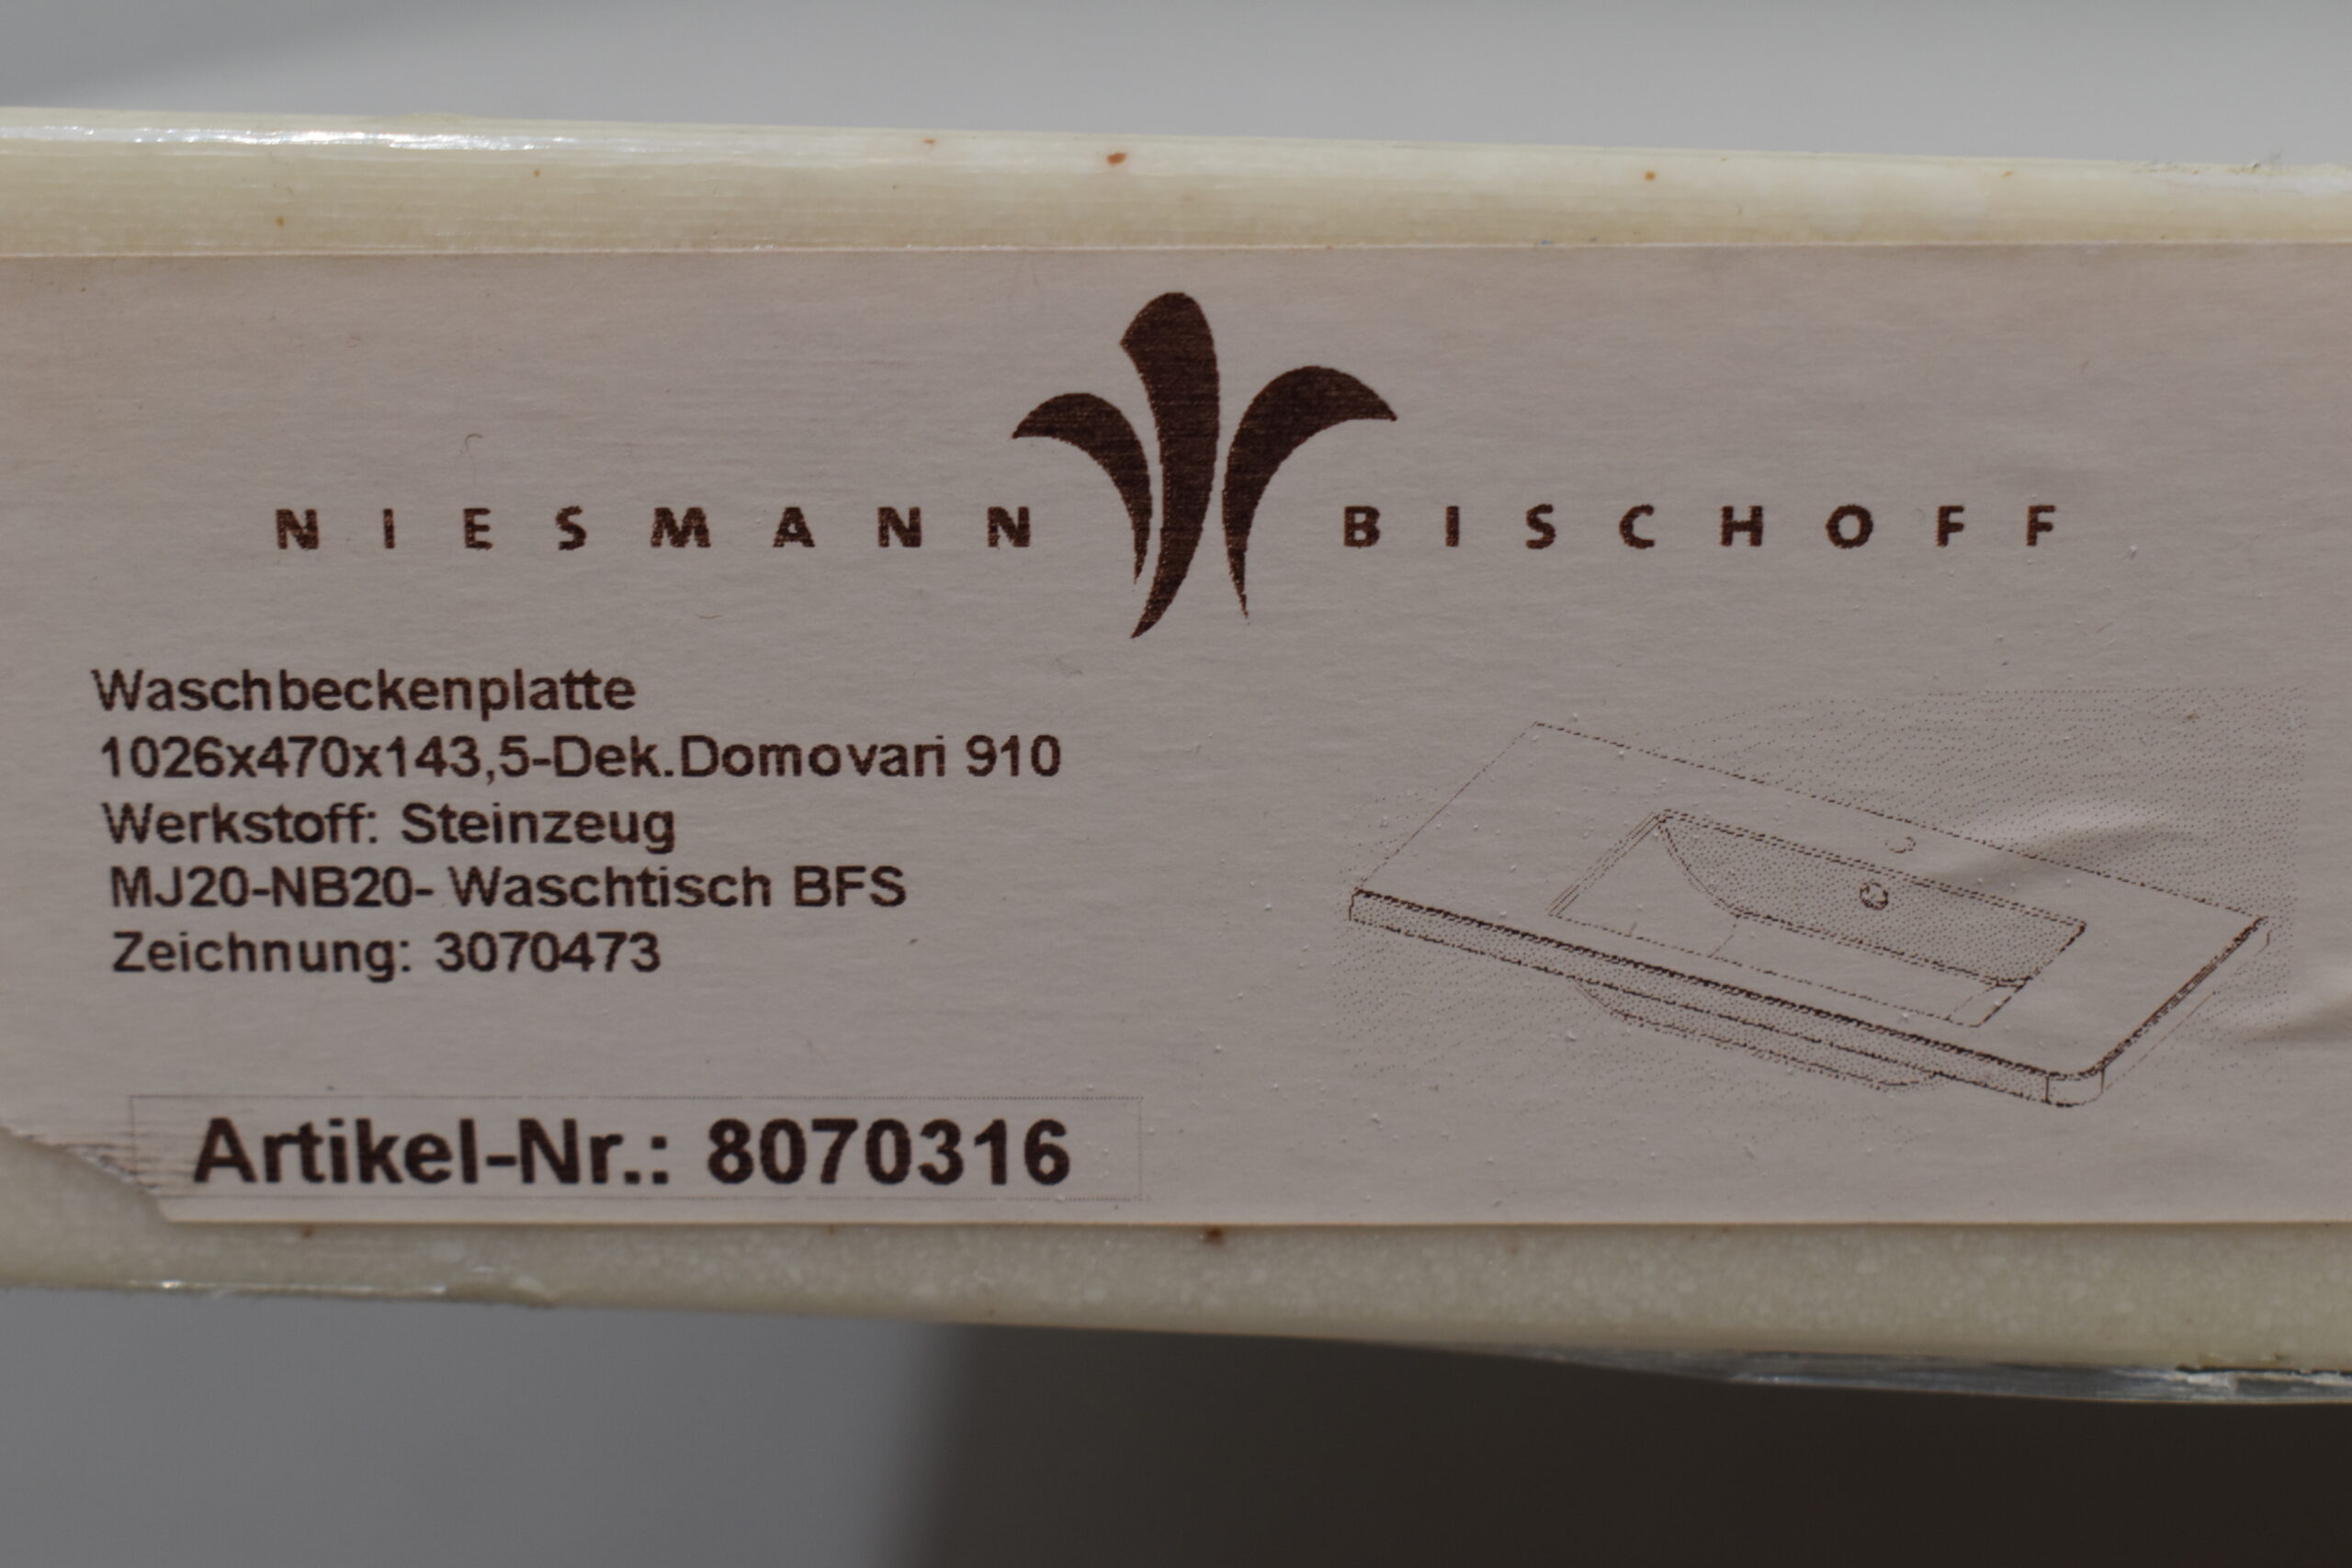 NIESMANN BISCHOFF
Waschbeckenplatte
1026x470x143,5-Dek.Domovari 910
Werkstoff: Steinzeug
MJ20-NB20- Waschtisch BFS
Zeichnung: 3070473
Artikel-Nr.: 8070316